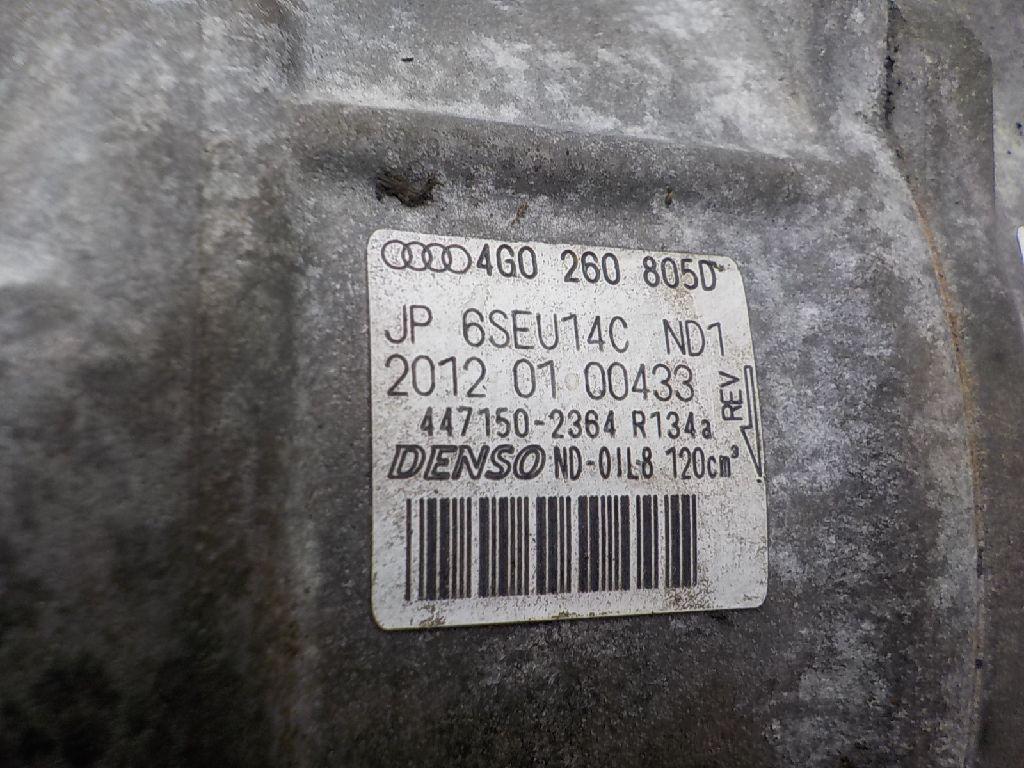 4G0 260 805D
JP 6SEU14C ND1
2012 01 00433
REV
447150-2364 R134a
DENSO ND-OIL8 120cm³